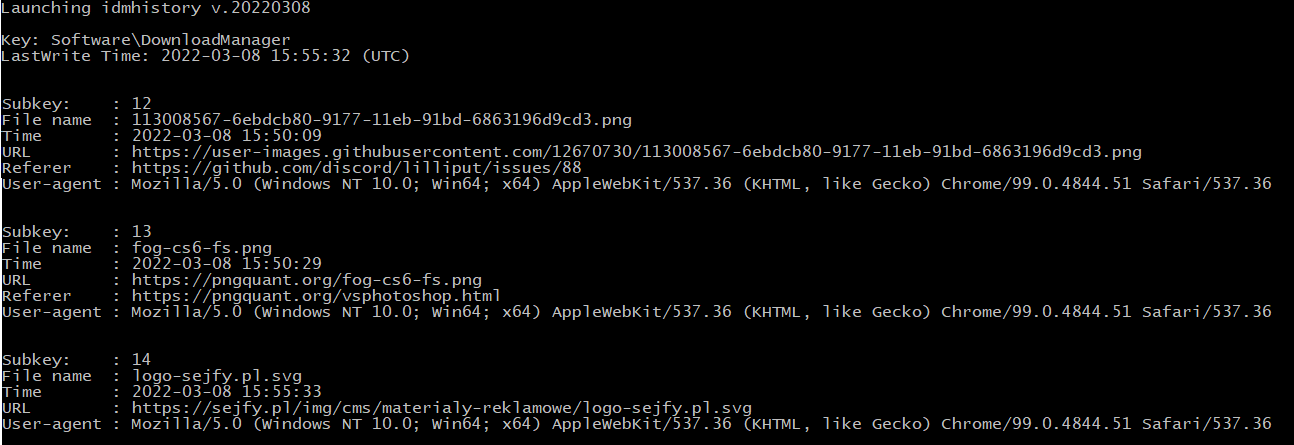 Launching idmhistory v.20220308
Key: Software\DownloadManager
LastWrite Time: 2022-03-08 15:55:32 (UTC)
Subkey:    : 12
File name  : 113008567-6ebdcb80-9177-11eb-91bd-6863196d9cd3.png
Time       : 2022-03-08 15:50:09
URL        : https://user-images.githubusercontent.com/12670730/113008567-6ebdcb80-9177-11eb-91bd-6863196d9cd3.png
Referer    : https://github.com/discord/lilliput/issues/88
User-agent : Mozilla/5.0 (Windows NT 10.0; Win64; x64) AppleWebKit/537.36 (KHTML, like Gecko) Chrome/99.0.4844.51 Safari/537.36
Subkey:    : 13
File name  : fog-cs6-fs.png
Time       : 2022-03-08 15:50:29
URL        : https://pngquant.org/fog-cs6-fs.png
Referer    : https://pngquant.org/vsphotoshop.html
User-agent : Mozilla/5.0 (Windows NT 10.0; Win64; x64) AppleWebKit/537.36 (KHTML, like Gecko) Chrome/99.0.4844.51 Safari/537.36
Subkey:    : 14
File name  : logo-sejfy.pl.svg
Time       : 2022-03-08 15:55:33
URL        : https://sejfy.pl/img/cms/materialy-reklamowe/logo-sejfy.pl.svg
User-agent : Mozilla/5.0 (Windows NT 10.0; Win64; x64) AppleWebKit/537.36 (KHTML, like Gecko) Chrome/99.0.4844.51 Safari/537.36